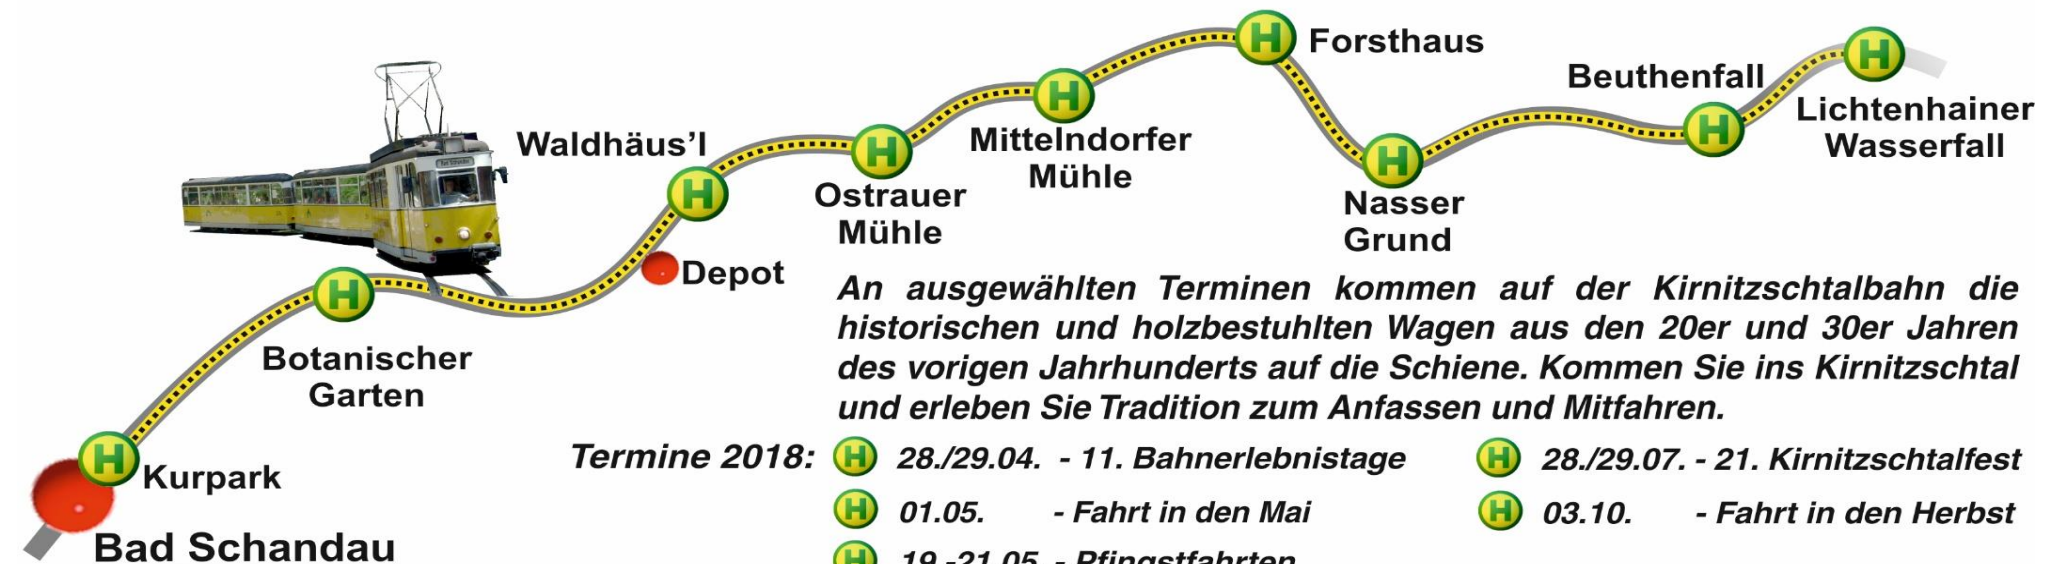 Forsthaus
Beuthenfall
Lichtenhainer
Wasserfall
Waldhäus'l
Mittelndorfer
Mühle
Ostrauer
Mühle
Nasser
Grund
Depot
Botanischer
Garten
Kurpark
Bad Schandau
An ausgewählten Terminen kommen auf der Kirnitzschtalbahn die
historischen und holzbestuhlten Wagen aus den 20er und 30er Jahren
des vorigen Jahrhunderts auf die Schiene. Kommen Sie ins Kirnitzschtal
und erleben Sie Tradition zum Anfassen und Mitfahren.
Termine 2018: H 28./29.04. - 11. Bahnerlebnistage
H 01.05. - Fahrt in den Mai
H 19.-21.05. - Pfingstfahrten
H 28./29.07. - 21. Kirnitzschtalfest
H 03.10. - Fahrt in den Herbst
H
H
H
H
H
H
H
H
H